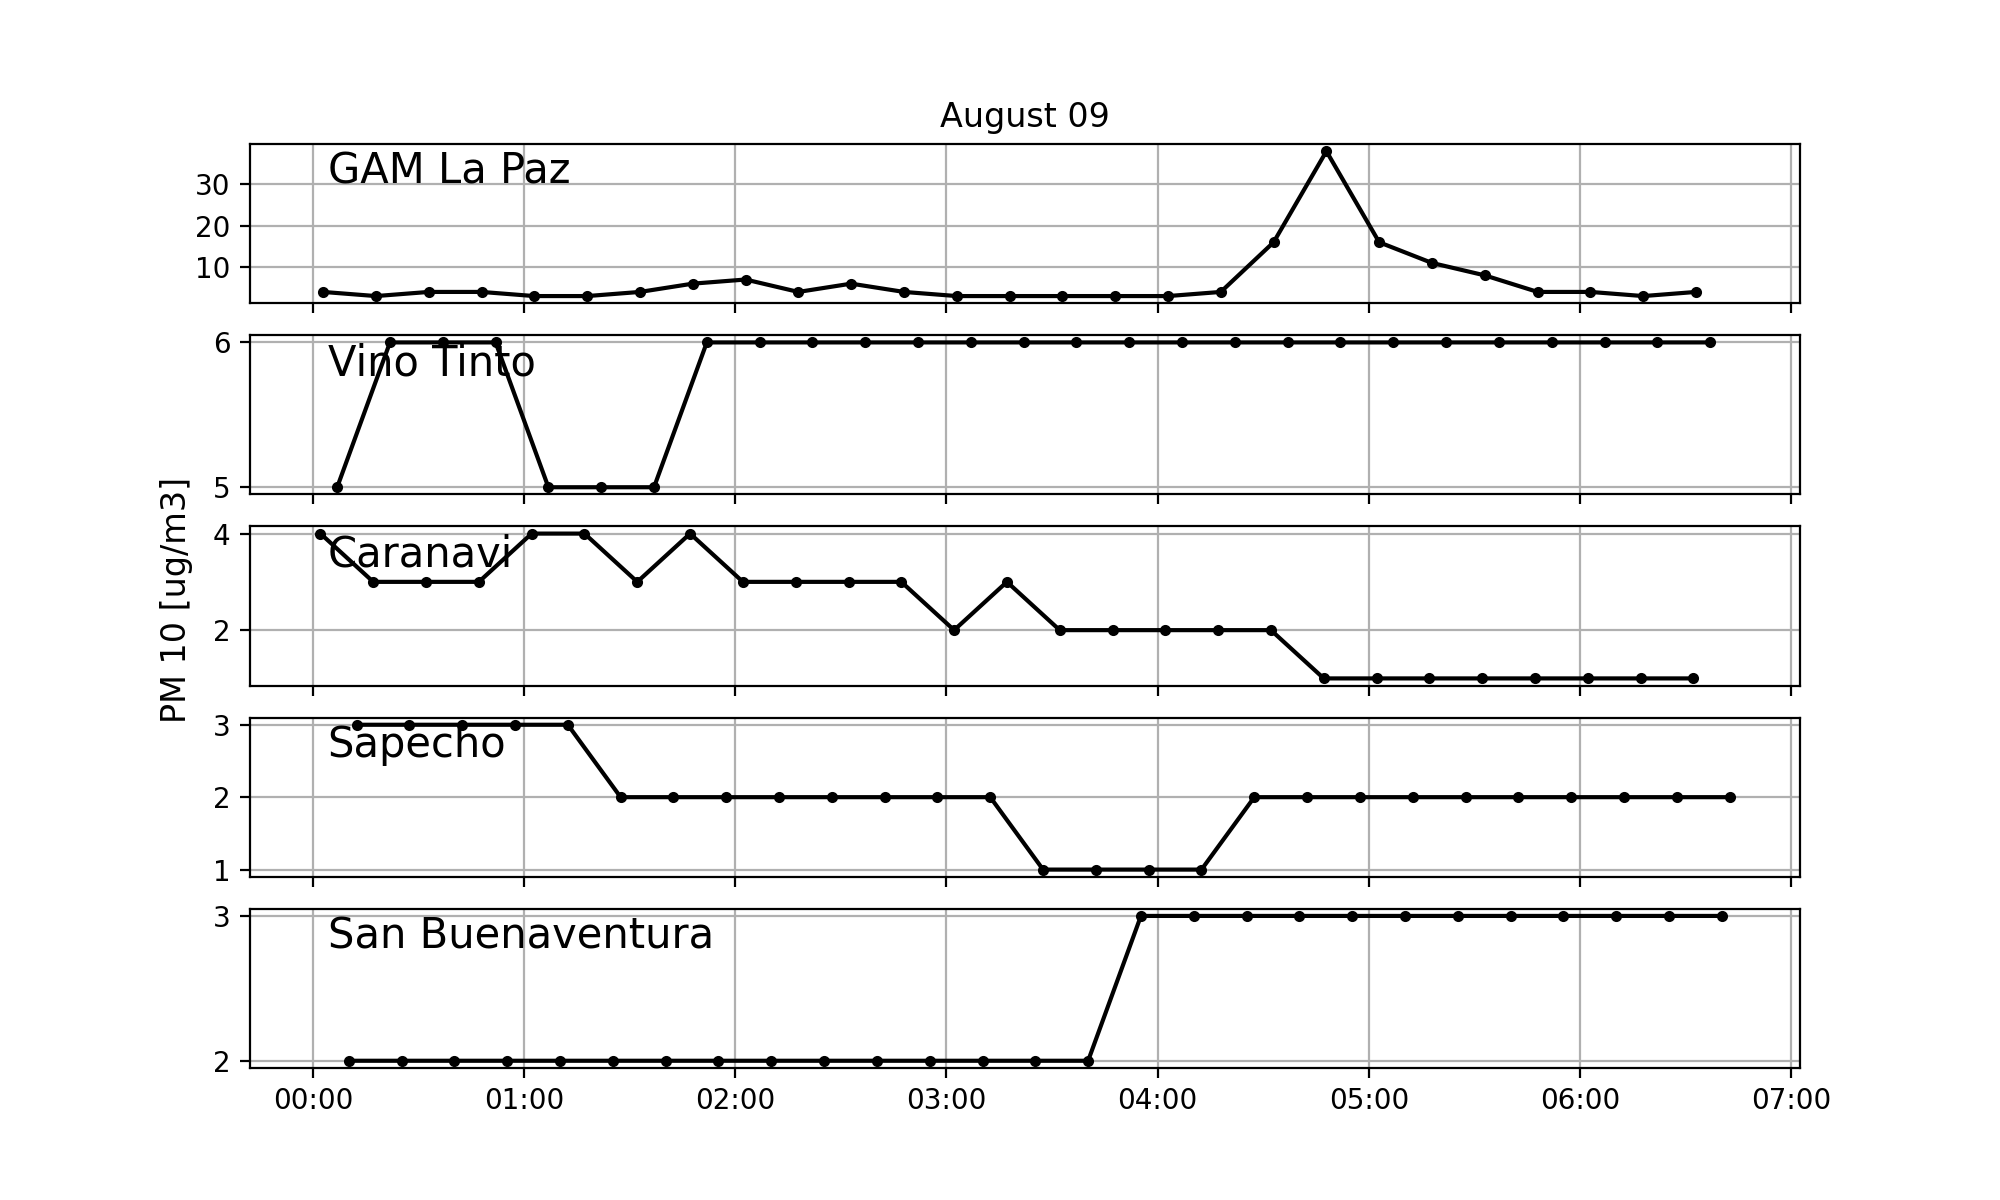 August 09
GAM La Paz
30
20
10
Vino Tinto
6
5
PM 10 [ug/m3]
Caranavi
4
2
Sapecho
3
2
1
San Buenaventura
3
2
00:00 01:00 02:00 03:00 04:00 05:00 06:00 07:00